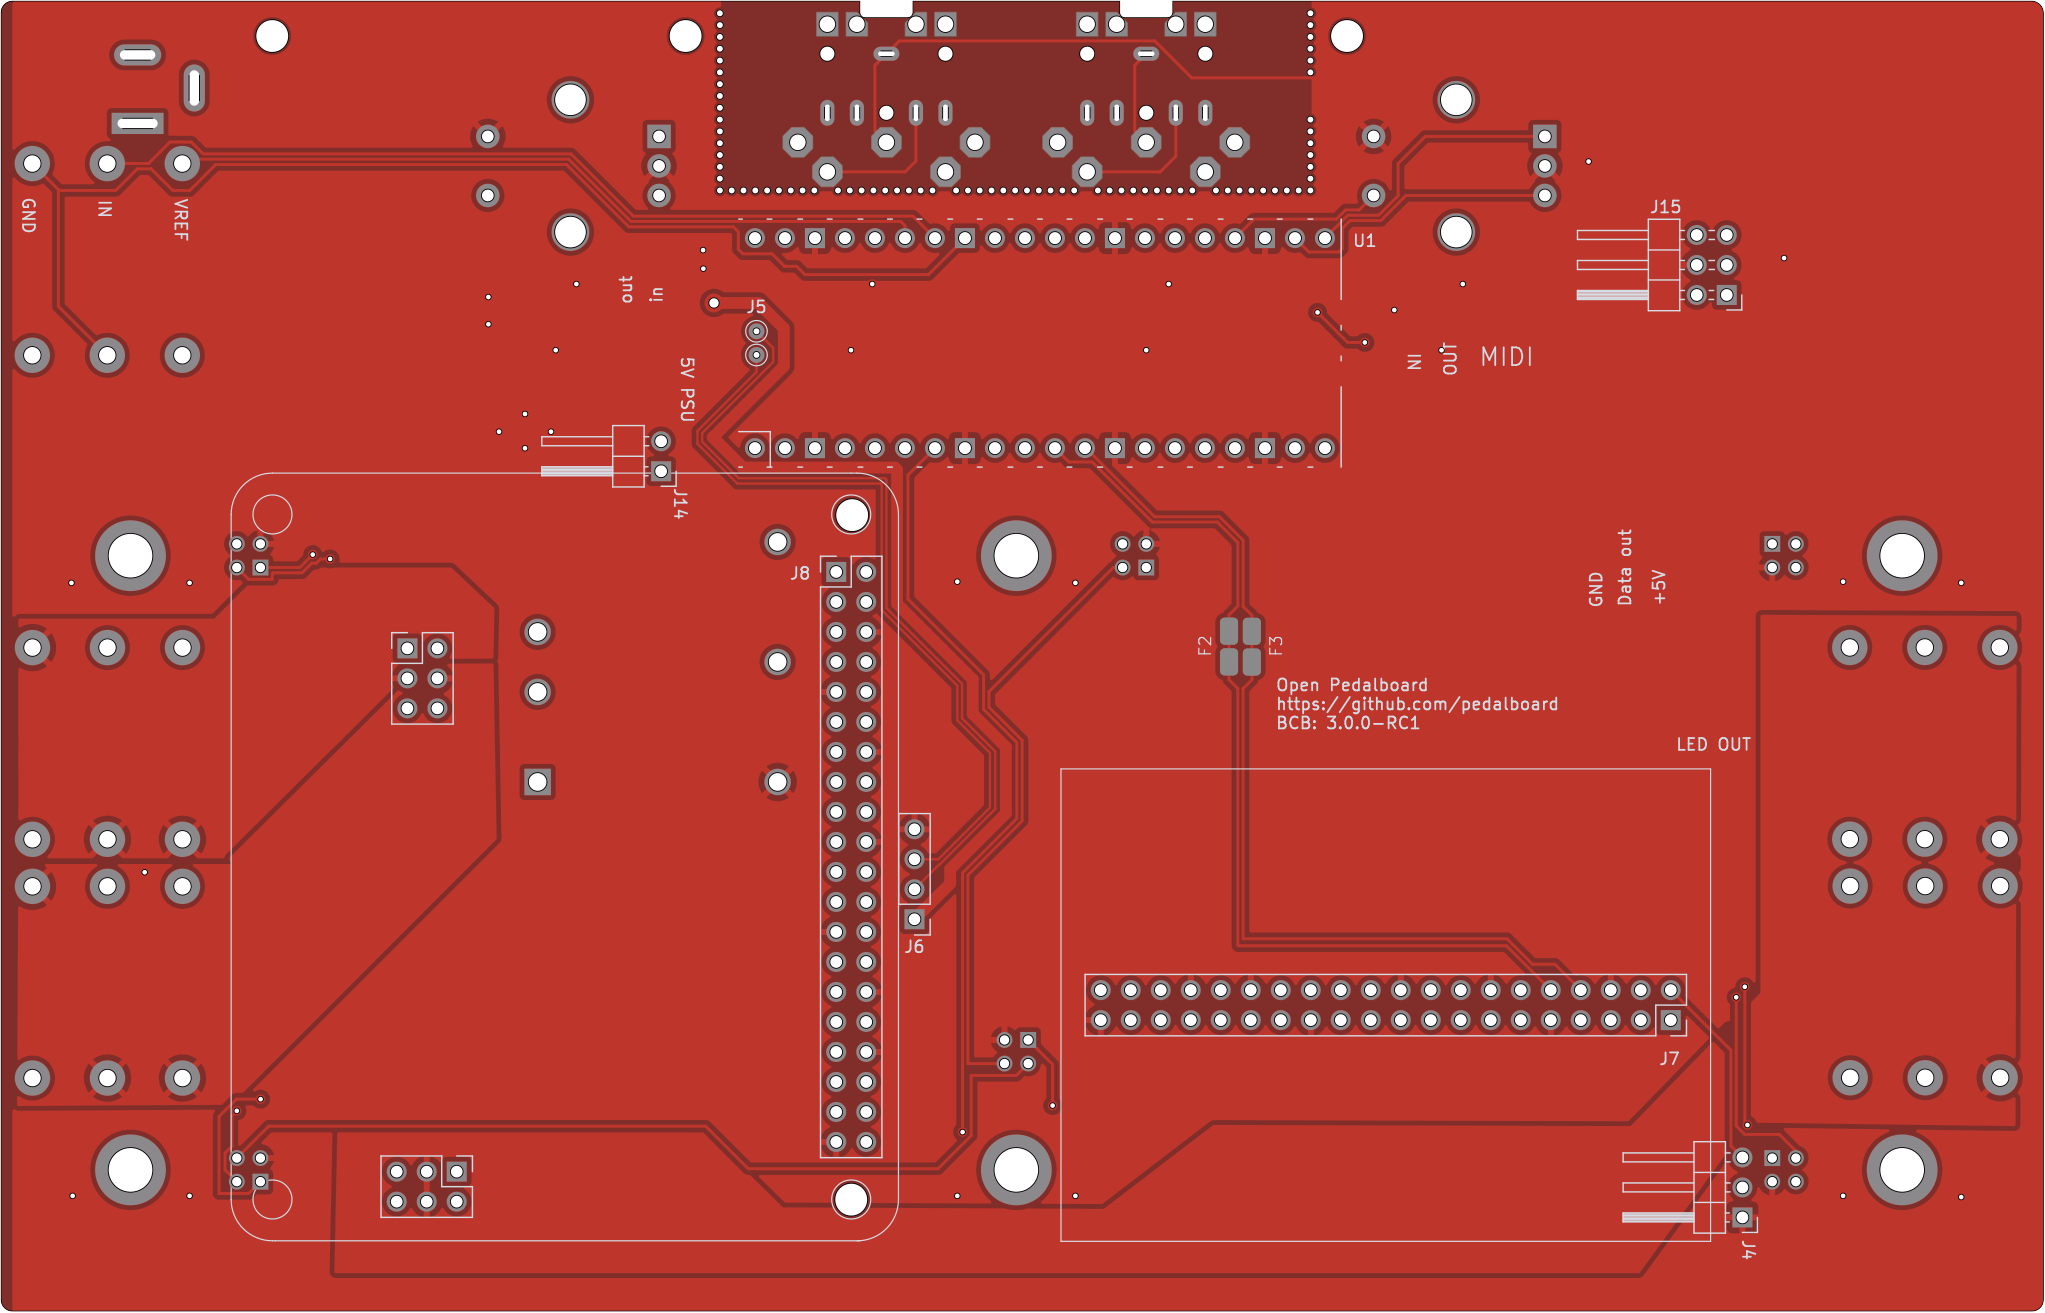 GND
IN
VREF
J15
U1
out
in
J5
5V PSU
IN
OUT
MIDI
J14
J8
GND
Data out
+5V
F2
F3
Open Pedalboard
https://github.com/pedalboard
BCB: 3.0.0-RC1
LED OUT
J6
J7
J4